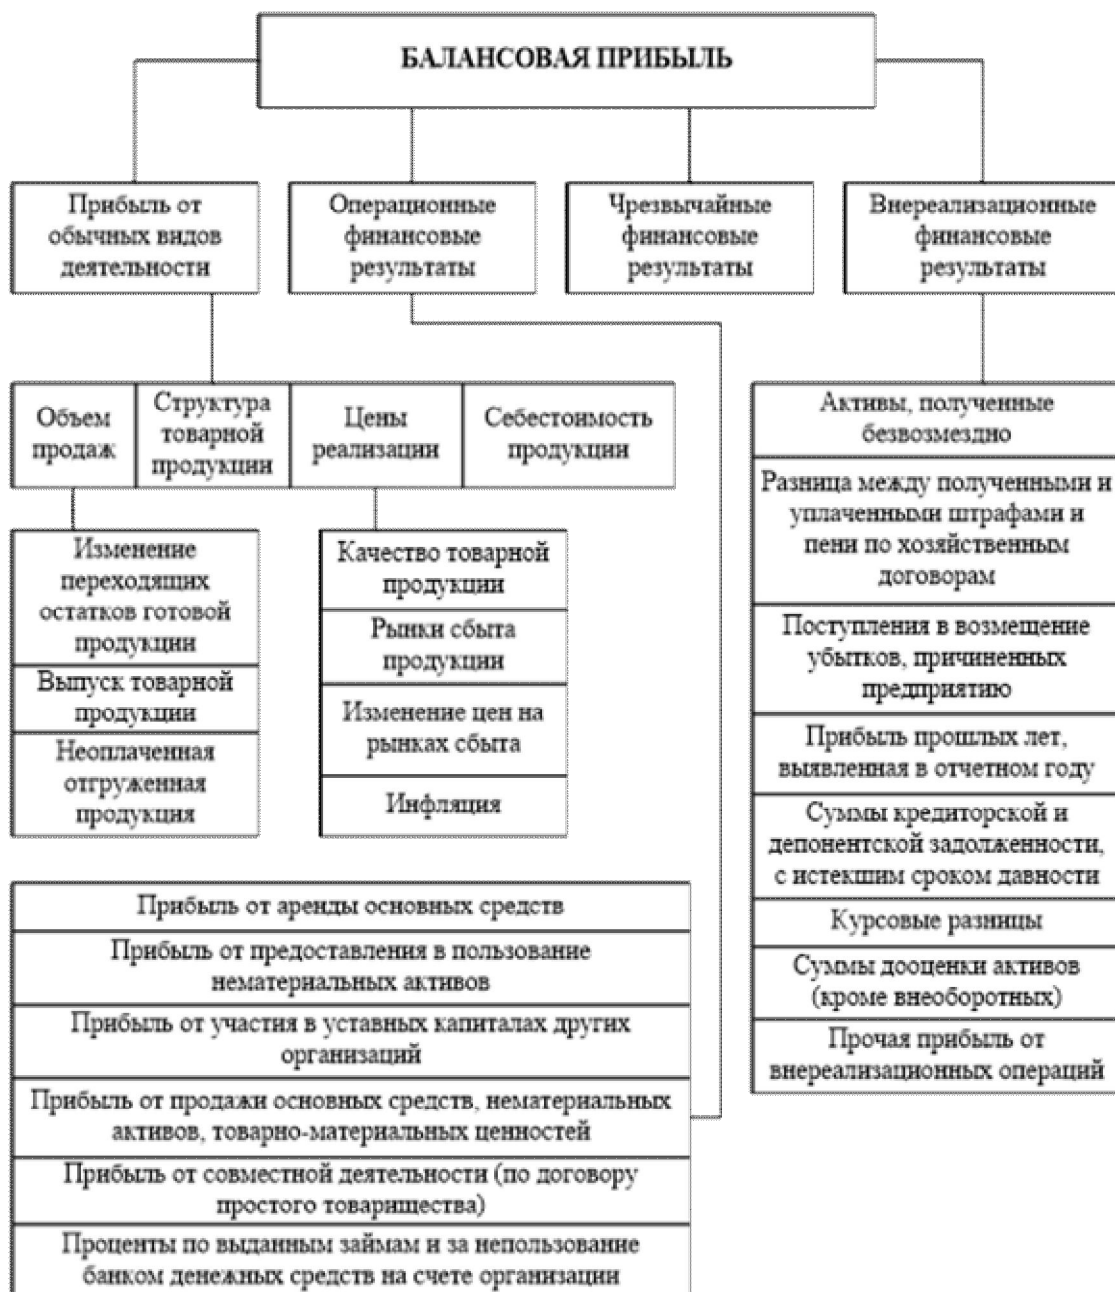 БАЛАНСОВАЯ ПРИБЫЛЬ
Прибыль от
обычных видов
деятельности
Операционные
финансовые
результаты
Чрезвычайные
финансовые
результаты
Внереализационные
финансовые
результаты
Объем
продаж
Структура
товарной
продукции
Цены
реализации
Себестоимость
продукции
Изменение
переходящих
остатков готовой
продукции
Выпуск товарной
продукции
Неоплаченная
отгруженная
продукция
Качество товарной
продукции
Рынки сбыта
продукции
Изменение цен на
рынках сбыта
Инфляция
Активы, полученные
безвозмездно
Разница между полученными и
уплаченными штрафами и
пени по хозяйственным
договорам
Поступления в возмещение
убытков, причиненных
предприятию
Прибыль прошлых лет,
выявленная в отчетном году
Суммы кредиторской и
депонентской задолженности,
с истекшим сроком давности
Курсовые разницы
Суммы дооценки активов
(кроме внеоборотных)
Прочая прибыль от
внереализационных операций
Прибыль от аренды основных средств
Прибыль от предоставления в пользование
нематериальных активов
Прибыль от участия в уставных капиталах других
организаций
Прибыль от продажи основных средств, нематериальных
активов, товарно-материальных ценностей
Прибыль от совместной деятельности (по договору
простого товарищества)
Проценты по выданным займам и за непользование
банком денежных средств на счете организации